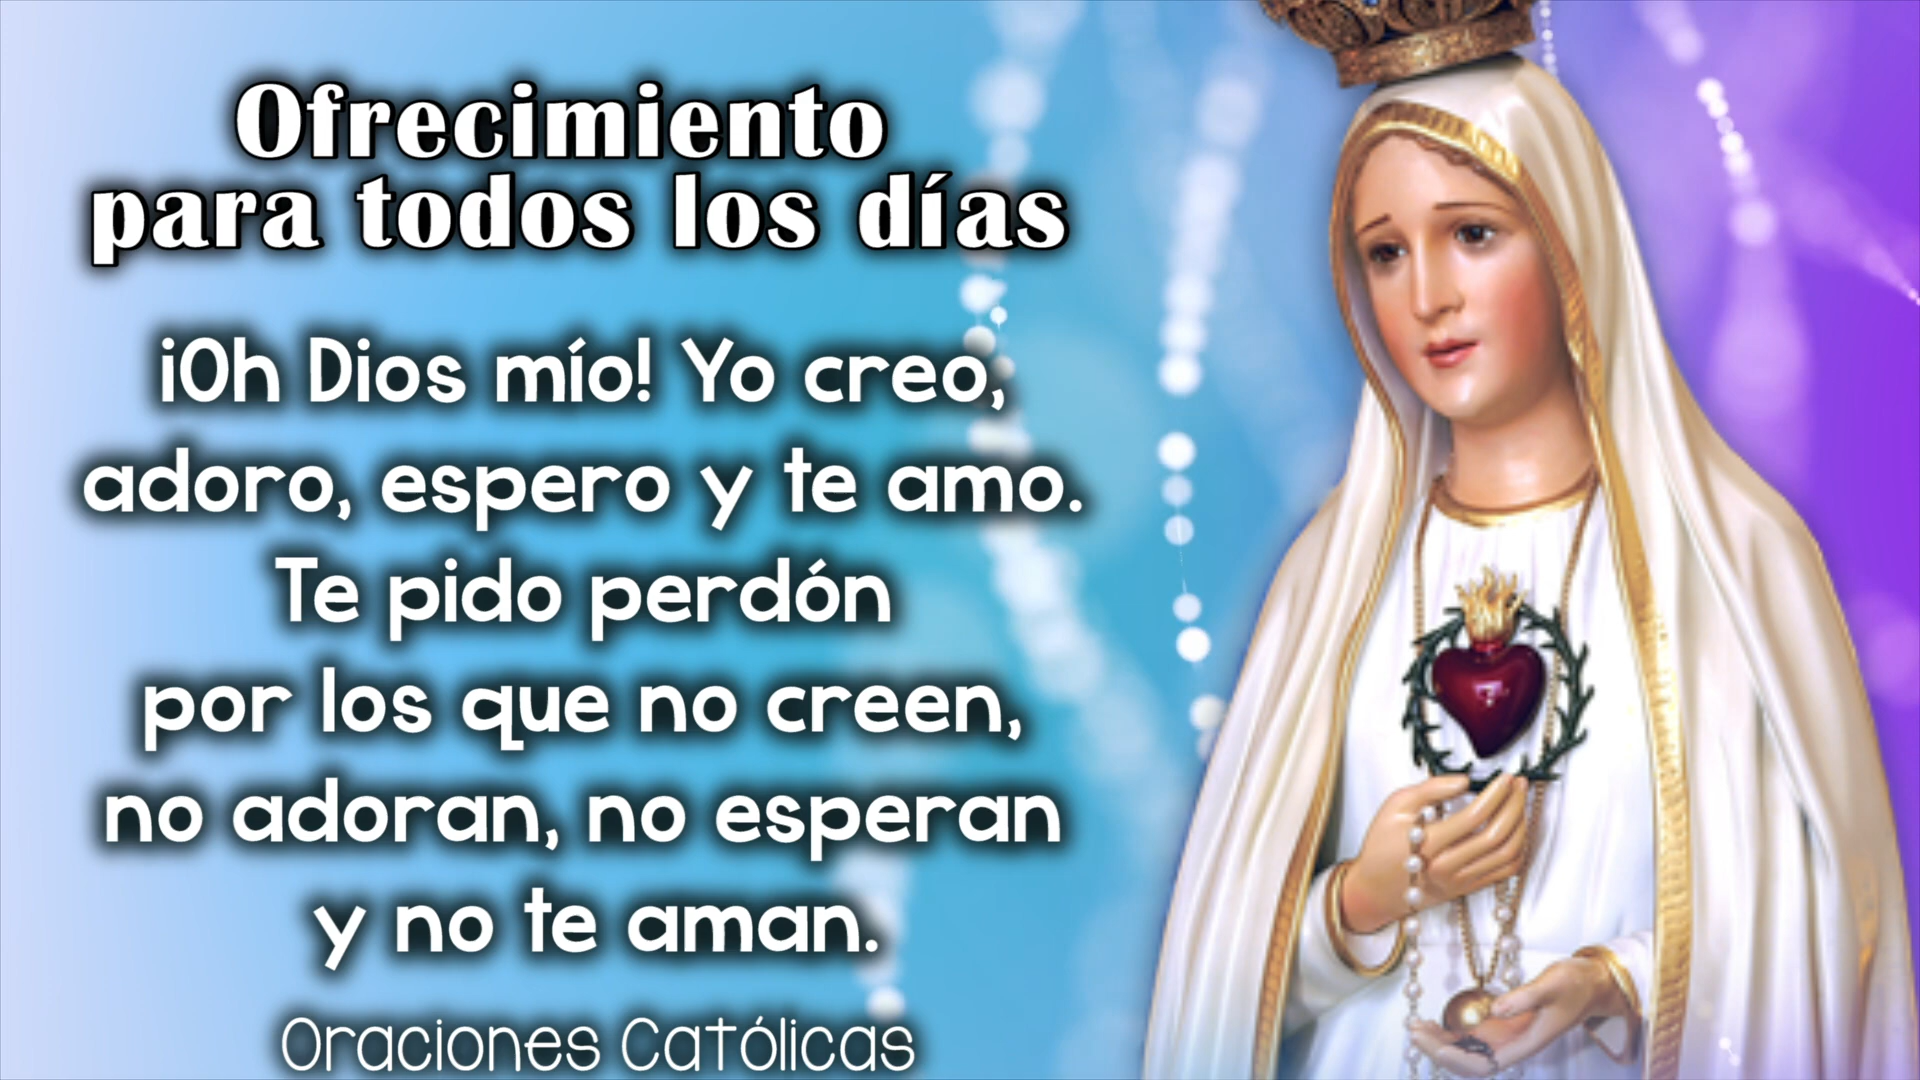 Ofrecimiento
para todos los días
¡Oh Dios mío! Yo creo,
adoro, espero y te amo.
Te pido perdón
por los que no creen,
no adoran, no esperan
y no te aman.
Oraciones Católicas